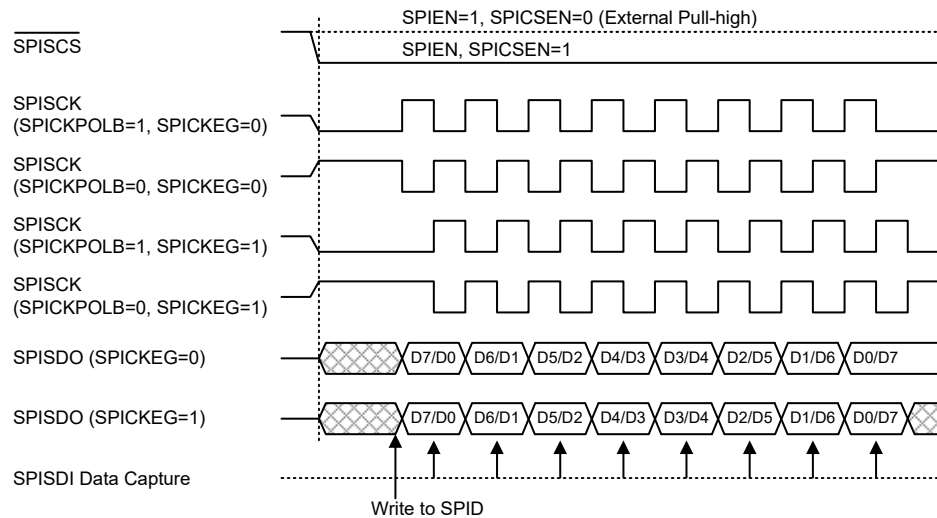 SPIEN=1, SPICSEN=0 (External Pull-high)
SPISCS
SPIEN, SPICSEN=1
SPISCK
(SPICKPOLB=1, SPICKEG=0)
SPISCK
(SPICKPOLB=0, SPICKEG=0)
SPISCK
(SPICKPOLB=1, SPICKEG=1)
SPISCK
(SPICKPOLB=0, SPICKEG=1)
SPISDO (SPICKEG=0) D7/D0 D6/D1 D5/D2 D4/D3 D3/D4 D2/D5 D1/D6 D0/D7
SPISDO (SPICKEG=1) D7/D0 D6/D1 D5/D2 D4/D3 D3/D4 D2/D5 D1/D6 D0/D7
SPISDI Data Capture
Write to SPID